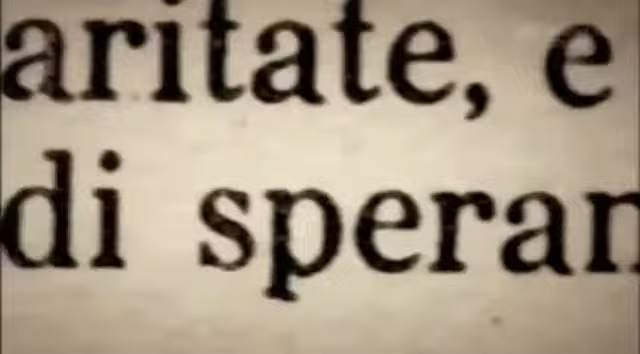 aritate, e
di speran